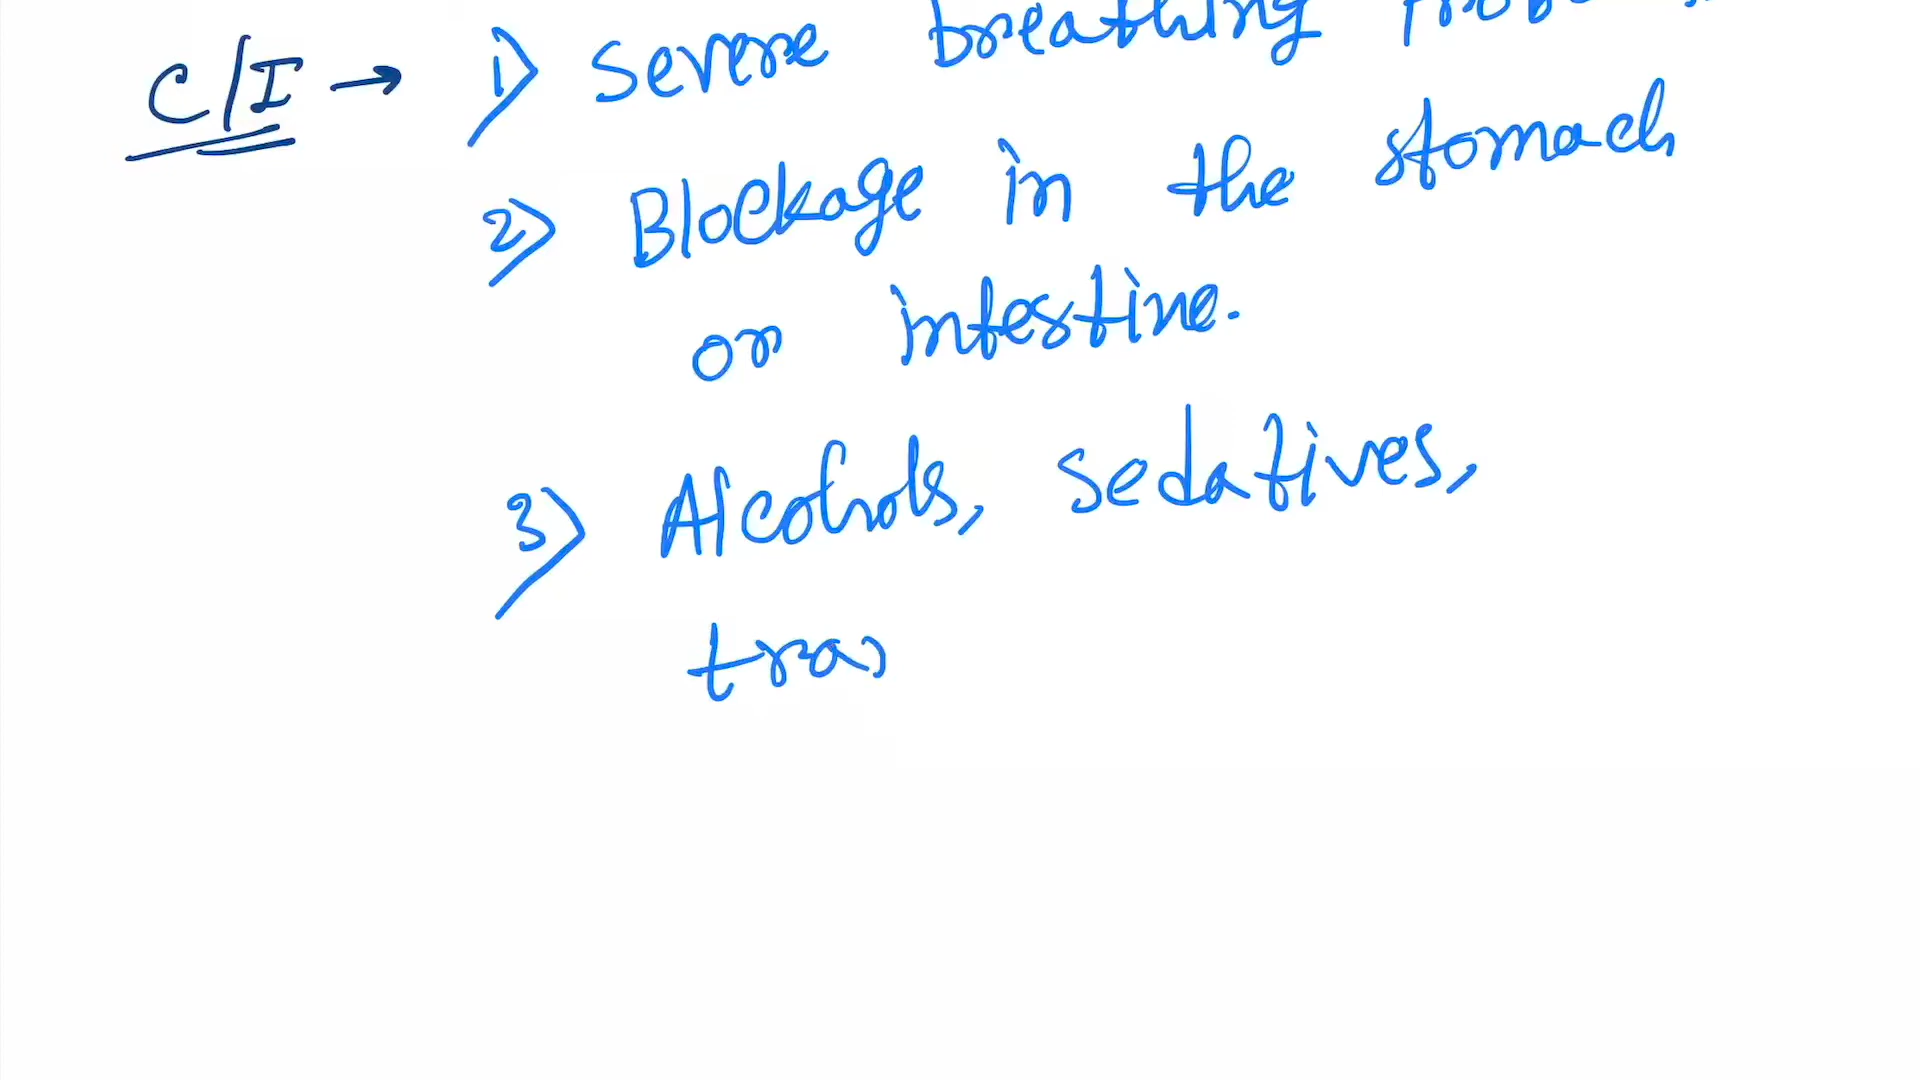 C/I → 1) Severe breathing
2) Blockage in the stomach
or intestine.
3) Alcohols, sedatives,
tra